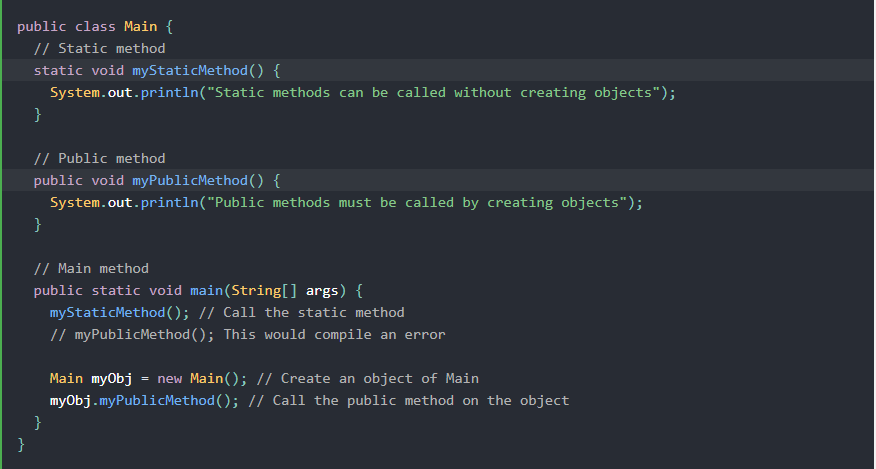 public class Main {
  // Static method
  static void myStaticMethod() {
    System.out.println("Static methods can be called without creating objects");
  }

  // Public method
  public void myPublicMethod() {
    System.out.println("Public methods must be called by creating objects");
  }

  // Main method
  public static void main(String[] args) {
    myStaticMethod(); // Call the static method
    // myPublicMethod(); This would compile an error

    Main myObj = new Main(); // Create an object of Main
    myObj.myPublicMethod(); // Call the public method on the object
  }
}